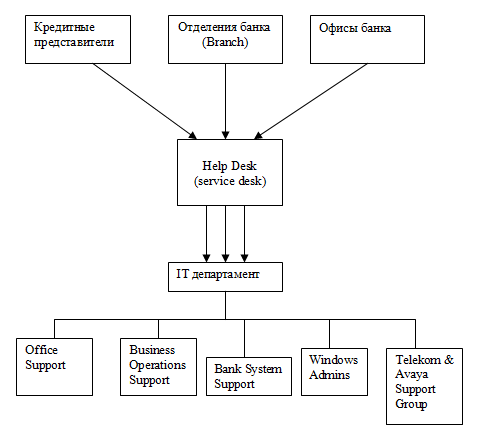 Кредитные
представители
Отделения банка
(Branch)
Офисы банка
Help Desk
(service desk)
IT департамент
Office
Support
Business
Operations
Support
Bank System
Support
Windows
Admins
Telekom &
Avaya
Support
Group